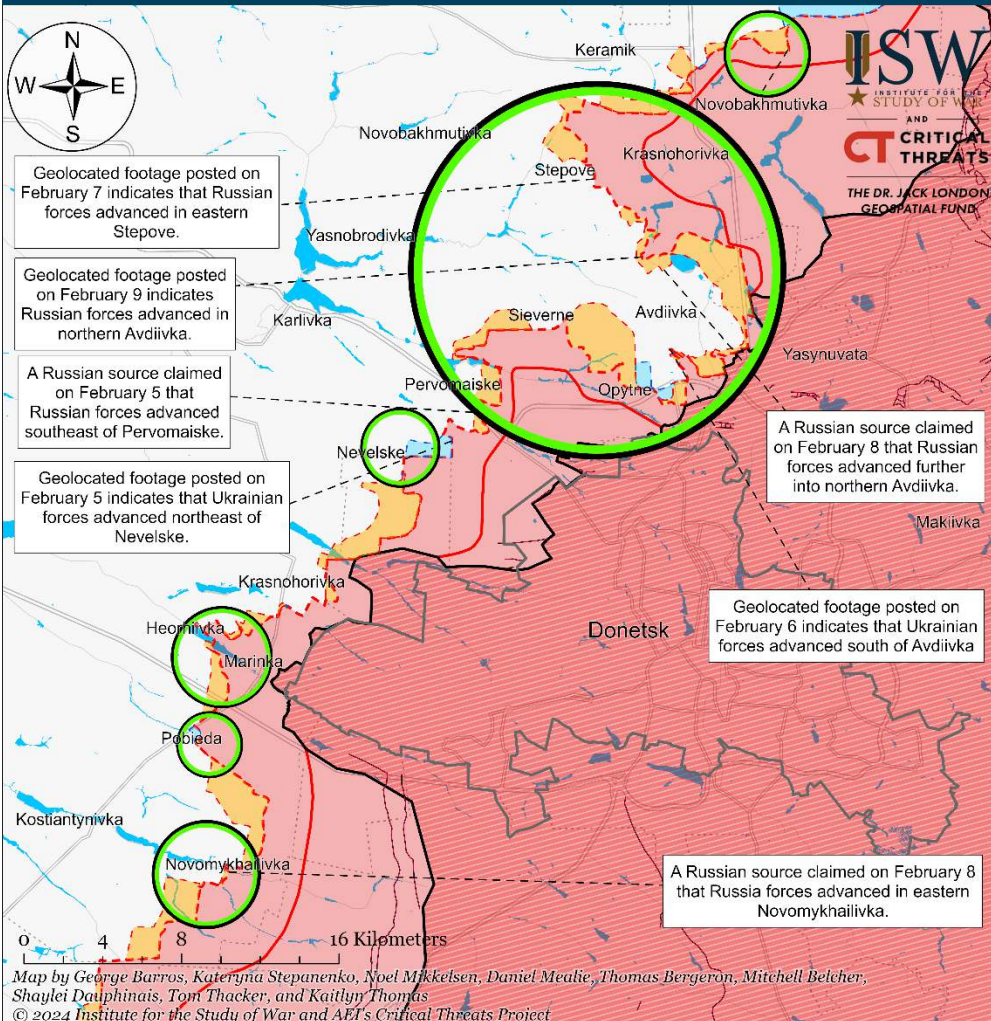 N
W E
S
Keramik
ISW
INSTITUTE FOR THE
STUDY OF WAR
AND
CT CRITICAL
THREATS
THE DR. JACK LONDON
GEOSPATIAL FUND
Novobakhmutivka
Novobakhmutivka
Krasnohorivka
Stepove
Geolocated footage posted on
February 7 indicates that Russian
forces advanced in eastern
Stepove.
Yasnobrodivka
Geolocated footage posted
on February 9 indicates
Russian forces advanced in
northern Avdiivka.
Karlivka
Sieverne
Avdiivka
Yasynuvata
A Russian source claimed
on February 5 that
Russian forces advanced
southeast of Pervomaiske.
Pervomaiske
Opytne
A Russian source claimed
on February 8 that Russian
forces advanced further
into northern Avdiivka.
Nevelske
Geolocated footage posted on
February 5 indicates that Ukrainian
forces advanced northeast of
Nevelske.
Makiivka
Krasnohorivka
Geolocated footage posted on
February 6 indicates that Ukrainian
forces advanced south of Avdiivka
Heorhiivka
Donetsk
Marinka
Pobieda
Kostiantynivka
Novomykhailivka
A Russian source claimed on February 8
that Russia forces advanced in eastern
Novomykhailivka.
0 4 8 16 Kilometers
Map by George Barros, Kateryna Stepanenko, Noel Mikkelsen, Daniel Mealie, Thomas Bergeron, Mitchell Belcher,
Shaylei Dauphinais, Tom Thacker, and Kaitlyn Thomas
© 2024 Institute for the Study of War and AEI's Critical Threats Project